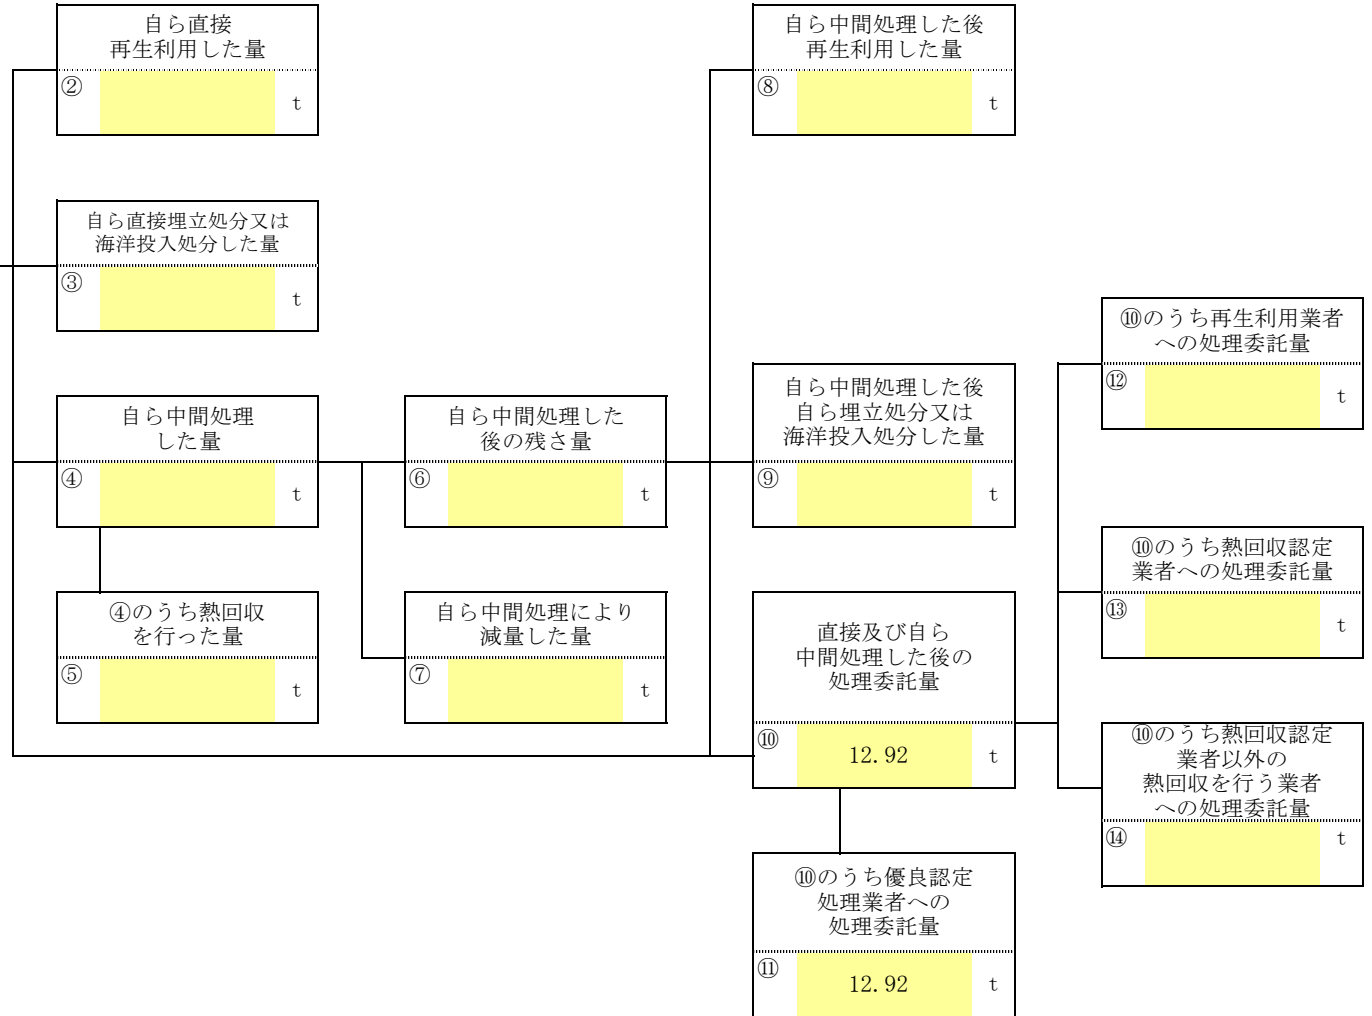 自ら直接
再生利用した量
②
t
自ら中間処理した後
再生利用した量
⑧
t
自ら直接埋立処分又は
海洋投入処分した量
③
t
⑩のうち再生利用業者
への処理委託量
⑫
t
自ら中間処理
した量
④
t
自ら中間処理した
後の残さ量
⑥
t
自ら中間処理した後
自ら埋立処分又は
海洋投入処分した量
⑨
t
⑩のうち熱回収認定
業者への処理委託量
⑬
t
④のうち熱回収
を行った量
⑤
t
自ら中間処理により
減量した量
⑦
t
直接及び自ら
中間処理した後の
処理委託量
⑩
12.92 t
⑩のうち熱回収認定
業者以外の
熱回収を行う業者
への処理委託量
⑭
t
⑩のうち優良認定
処理業者への
処理委託量
⑪
12.92 t